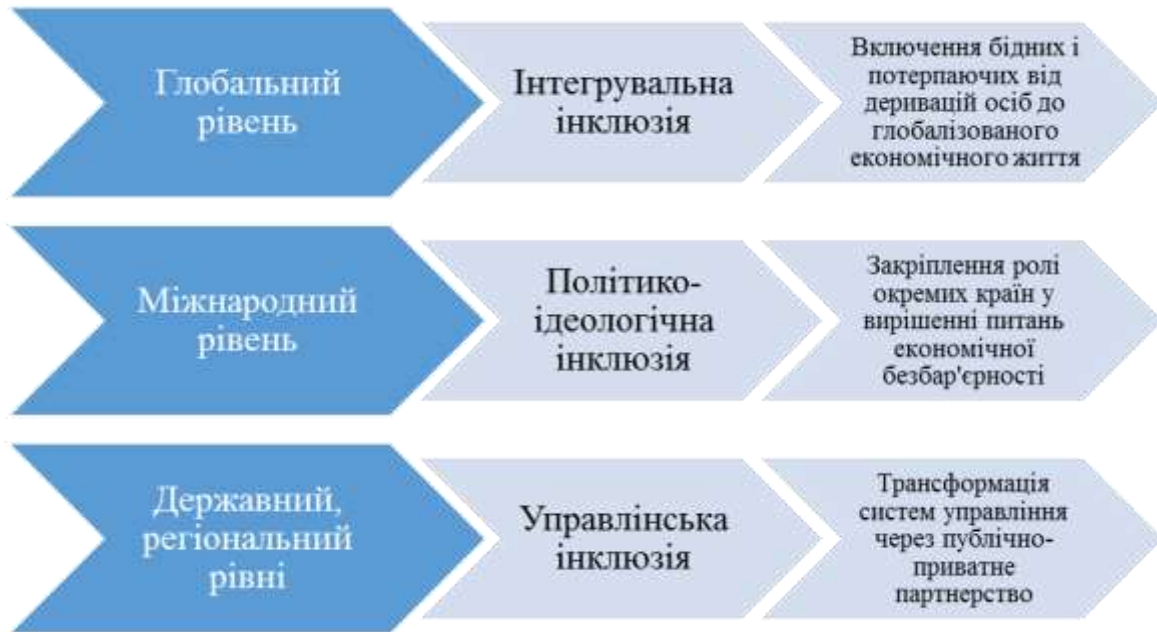 Глобальний
рівень
Інтегрувальна
інклюзія
Включення бідних і
потерпаючих від
деривацій осіб до
глобалізованого
економічного життя
Міжнародний
рівень
Політико-
ідеологічна
інклюзія
Закріплення ролі
окремих країн у
вирішенні питань
економічної
безбар'єрності
Державний,
регіональний
рівні
Управлінська
інклюзія
Трансформація
систем управління
через публічно-
приватне
партнерство